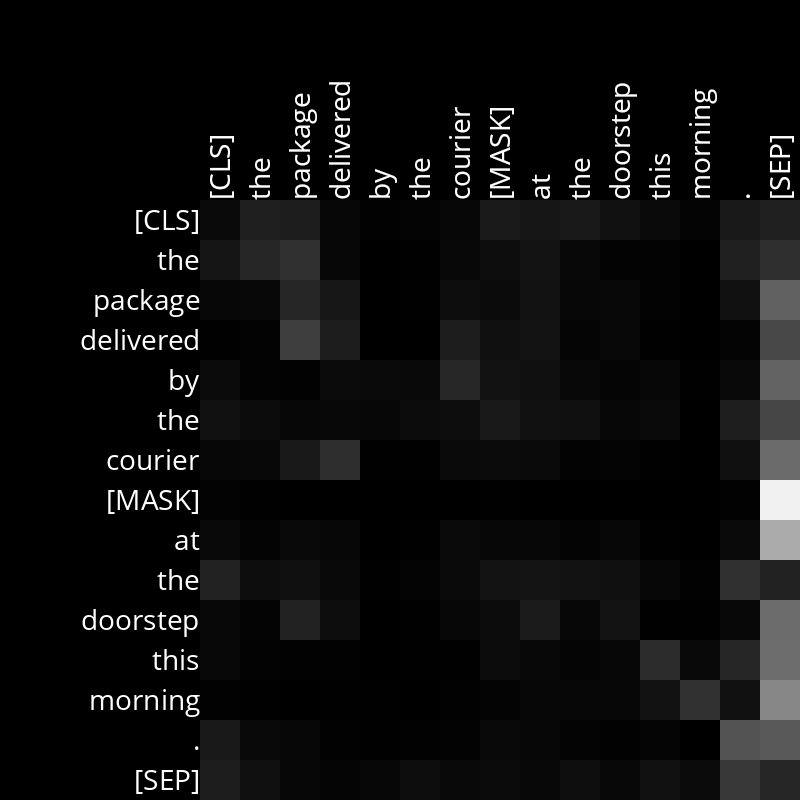 [CLS] the package delivered by the courier [MASK] at the doorstep this morning . [SEP]
[CLS]
the
package
delivered
by
the
courier
[MASK]
at
the
doorstep
this
morning
.
[SEP]